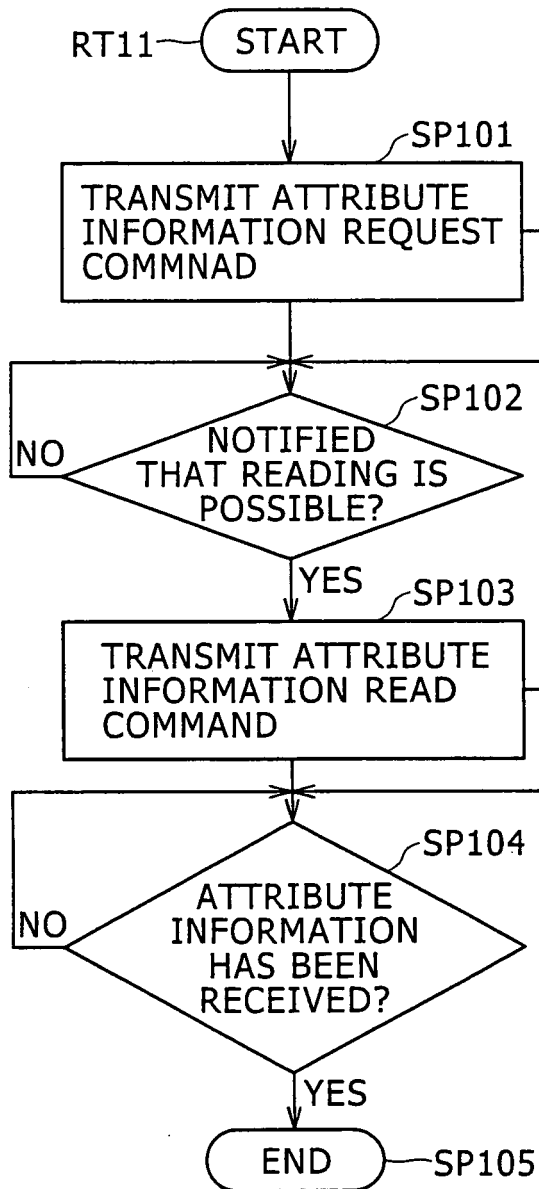 RT11 START
SP101
TRANSMIT ATTRIBUTE
INFORMATION REQUEST
COMMNAD
SP102
NOTIFIED
THAT READING IS
POSSIBLE?
NO
YES
SP103
TRANSMIT ATTRIBUTE
INFORMATION READ
COMMAND
SP104
ATTRIBUTE
INFORMATION
HAS BEEN
RECEIVED?
NO
YES
END SP105